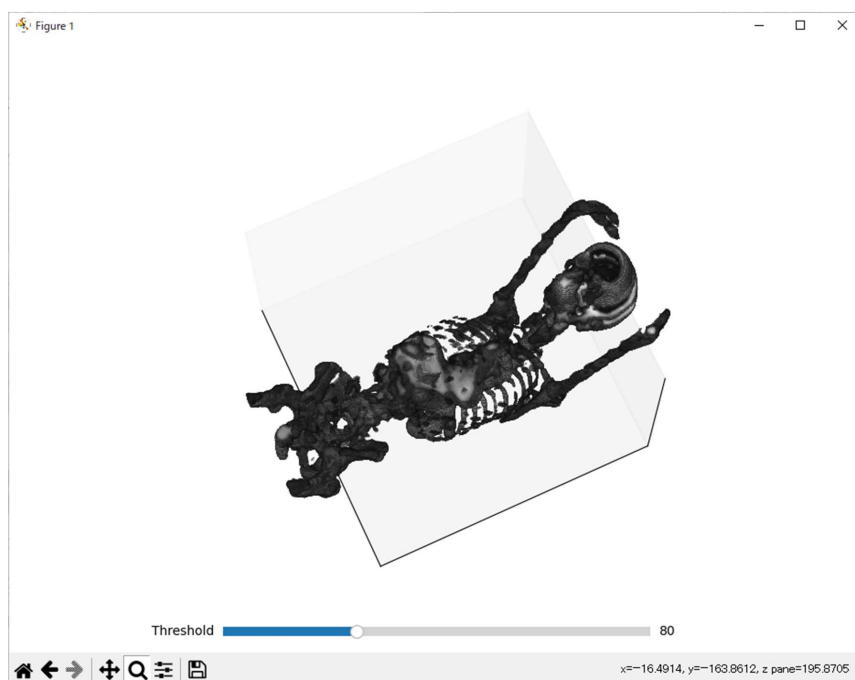 Figure 1
Threshold 80
x=−16.4914, y=−163.8612, z pane=195.8705